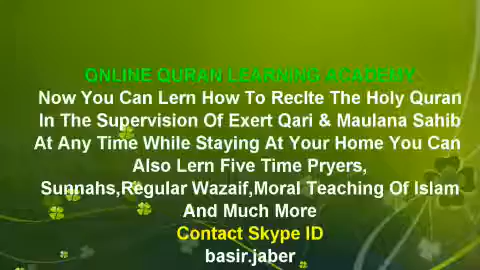 ONLINE QURAN LEARNING ACADEMY
Now You Can Lern How To RecIte The Holy Quran
In The Supervision Of Exert Qari & Maulana Sahib
At Any Time While Staying At Your Home You Can
Also Lern Five Time Pryers,
Sunnahs,Regular Wazaif,Moral Teaching Of Islam
And Much More
Contact Skype ID
basir.jaber